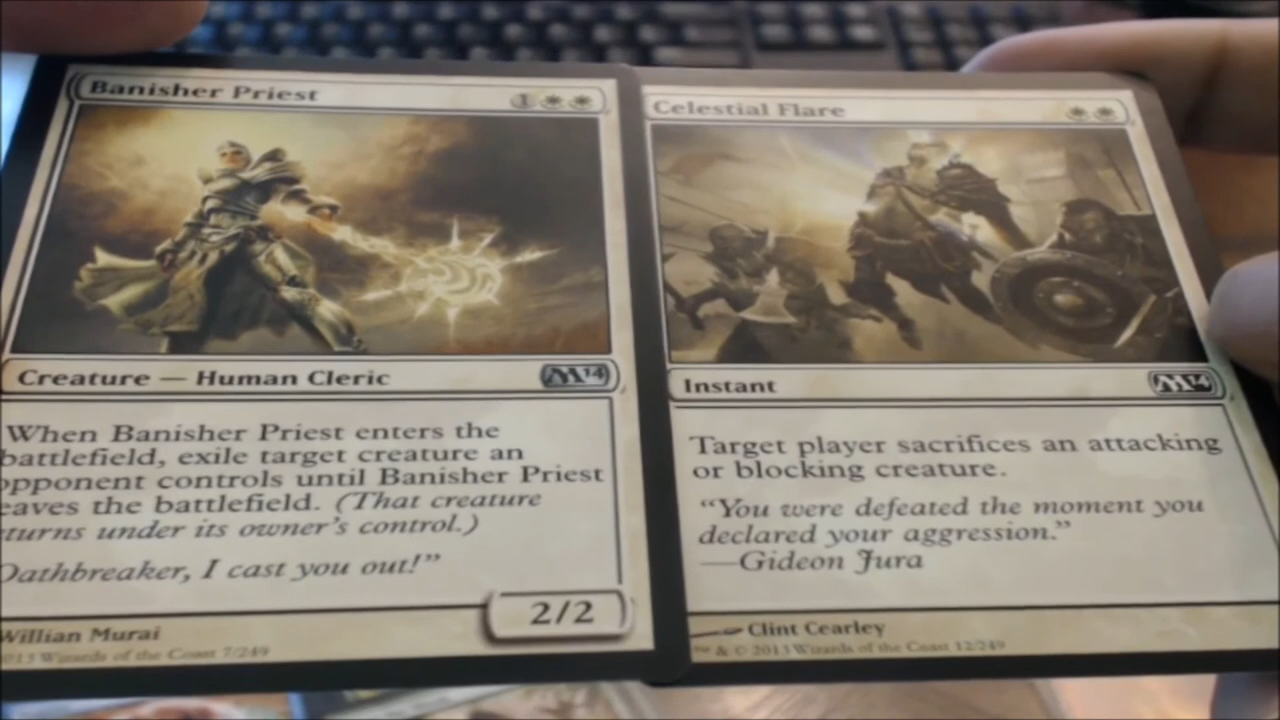 Banisher Priest
1
Creature — Human Cleric
M14
When Banisher Priest enters the
battlefield, exile target creature an
opponent controls until Banisher Priest
eaves the battlefield. (That creature
eturns under its owner's control.)
Oathbreaker, I cast you out!"
2/2
Willian Murai
2013 Wizards of the Coast 7/249
Celestial Flare
Instant
M14
Target player sacrifices an attacking
or blocking creature.
"You were defeated the moment you
declared your aggression."
—Gideon Jura
Clint Cearley
™ & © 2013 Wizards of the Coast 12/249